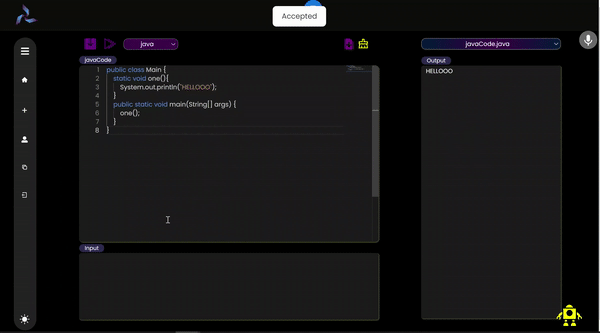 Accepted
java
javaCode.java
javaCode
Output
1 public class Main {
2 static void one(){
3 System.out.println("HELLOOO");
4 }
5 public static void main(String[] args) {
6 one();
7 }
8 }
HELLOOO
Input